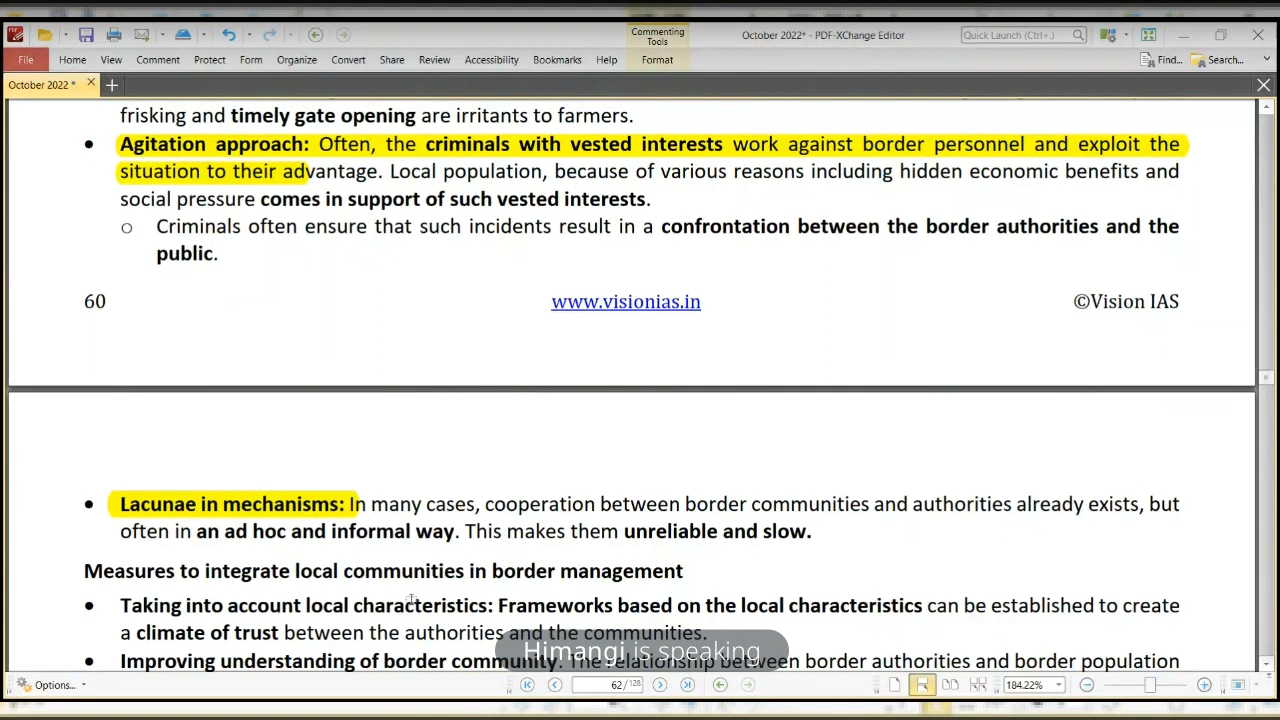 Commenting Tools
October 2022* - PDF-XChange Editor
Quick Launch (Ctrl+.)
File Home View Comment Protect Form Organize Convert Share Review Accessibility Bookmarks Help Format Find... Search...
October 2022 *
frisking and timely gate opening are irritants to farmers.
● Agitation approach: Often, the criminals with vested interests work against border personnel and exploit the
situation to their advantage. Local population, because of various reasons including hidden economic benefits and
social pressure comes in support of such vested interests.
○ Criminals often ensure that such incidents result in a confrontation between the border authorities and the
public.
60 www.visionias.in ©Vision IAS
● Lacunae in mechanisms: In many cases, cooperation between border communities and authorities already exists, but
often in an ad hoc and informal way. This makes them unreliable and slow.
Measures to integrate local communities in border management
● Taking into account local characteristics: Frameworks based on the local characteristics can be established to create
a climate of trust between the authorities and the communities.
● Improving understanding of border community: The relationship between border authorities and border population
Himangi is speaking
Options... 62 /128 184.22%